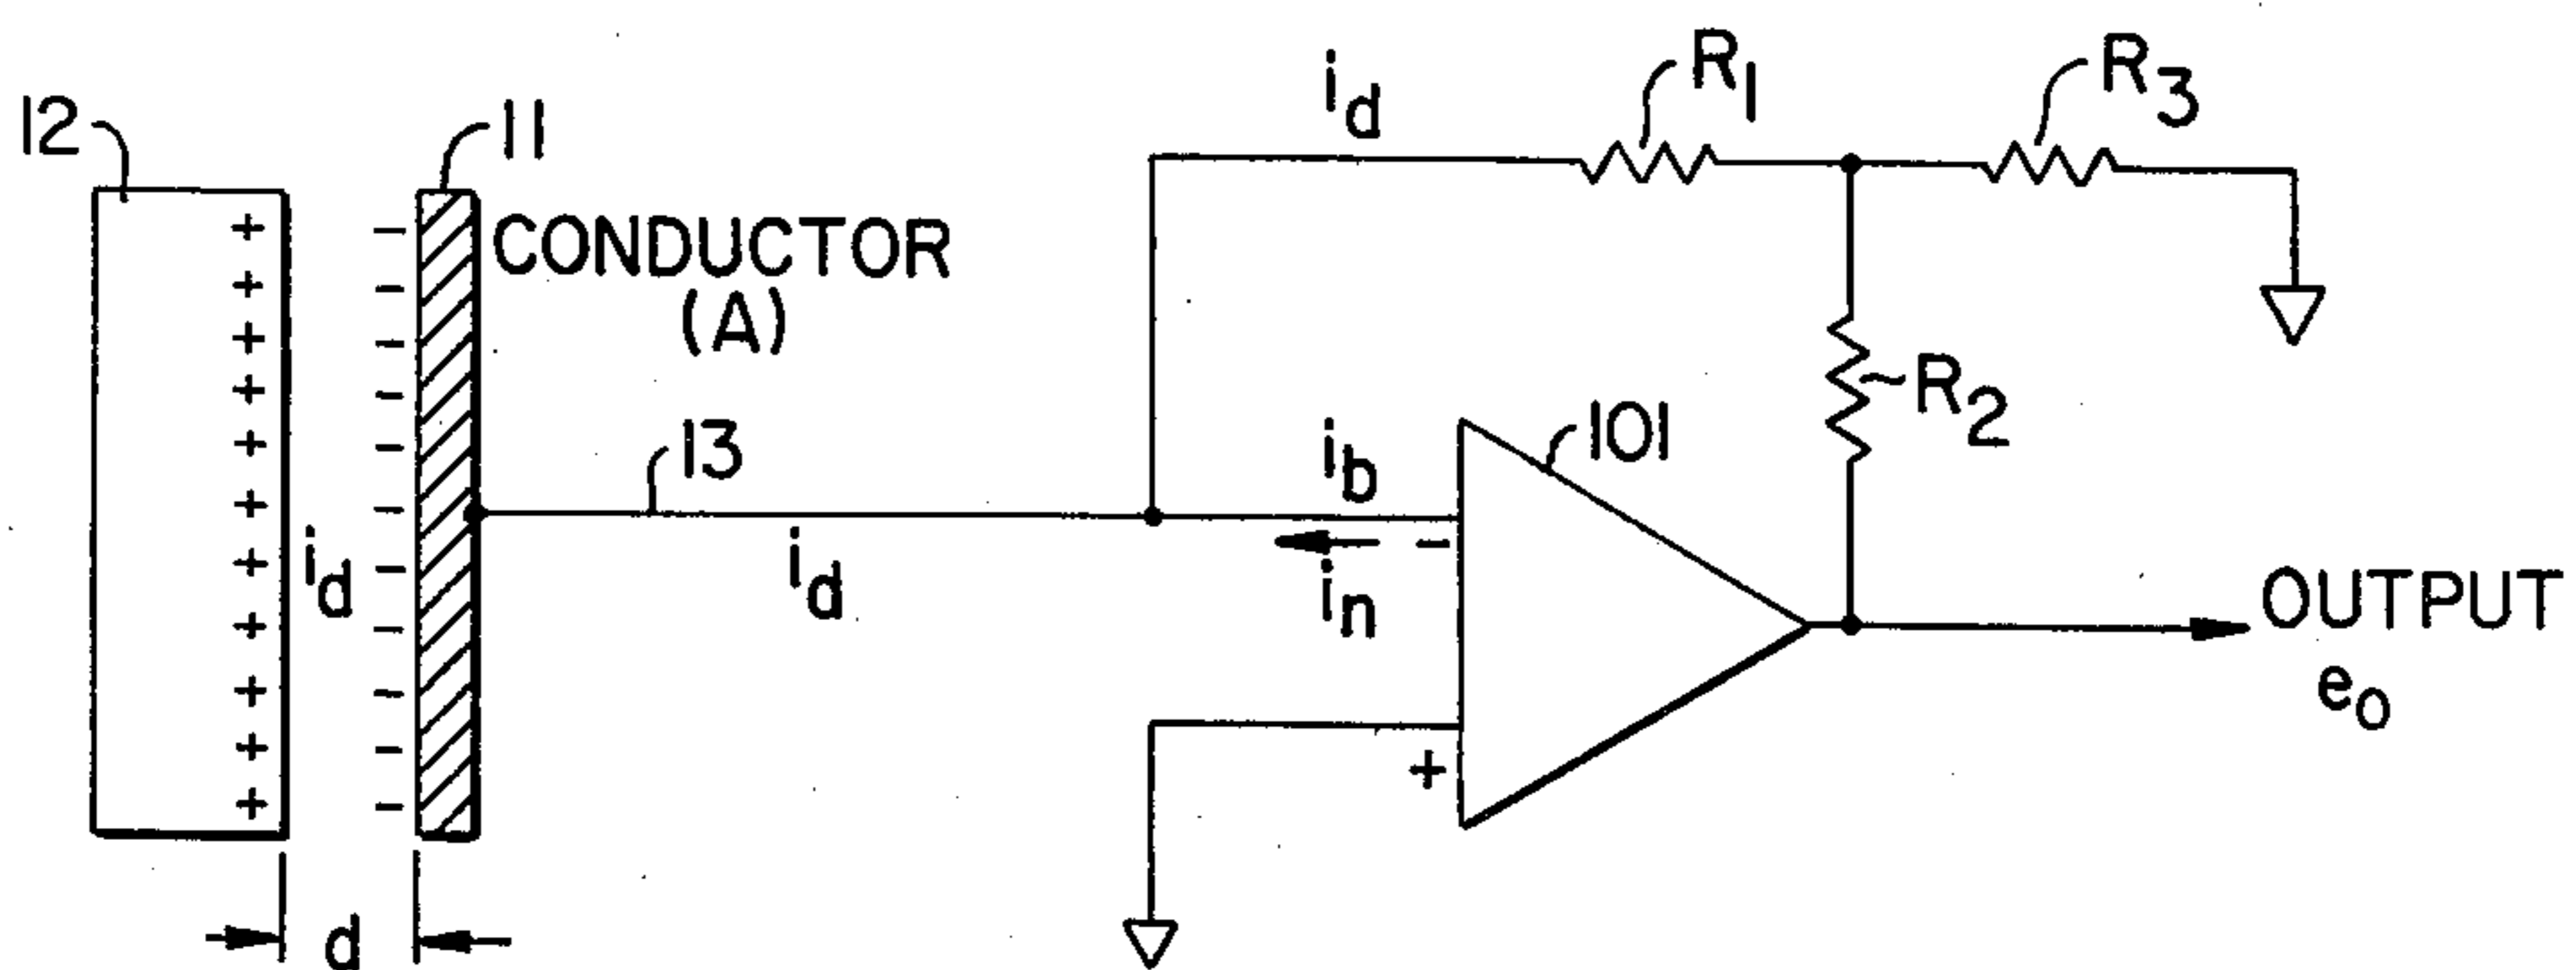 12
11
i_d
R_1
R_3
CONDUCTOR
(A)
+ + + + + + + + + + +
- - - - - - - - - - -
R_2
13
i_b
101
i_d
i_d
-
i_n
+
OUTPUT
e_o
d